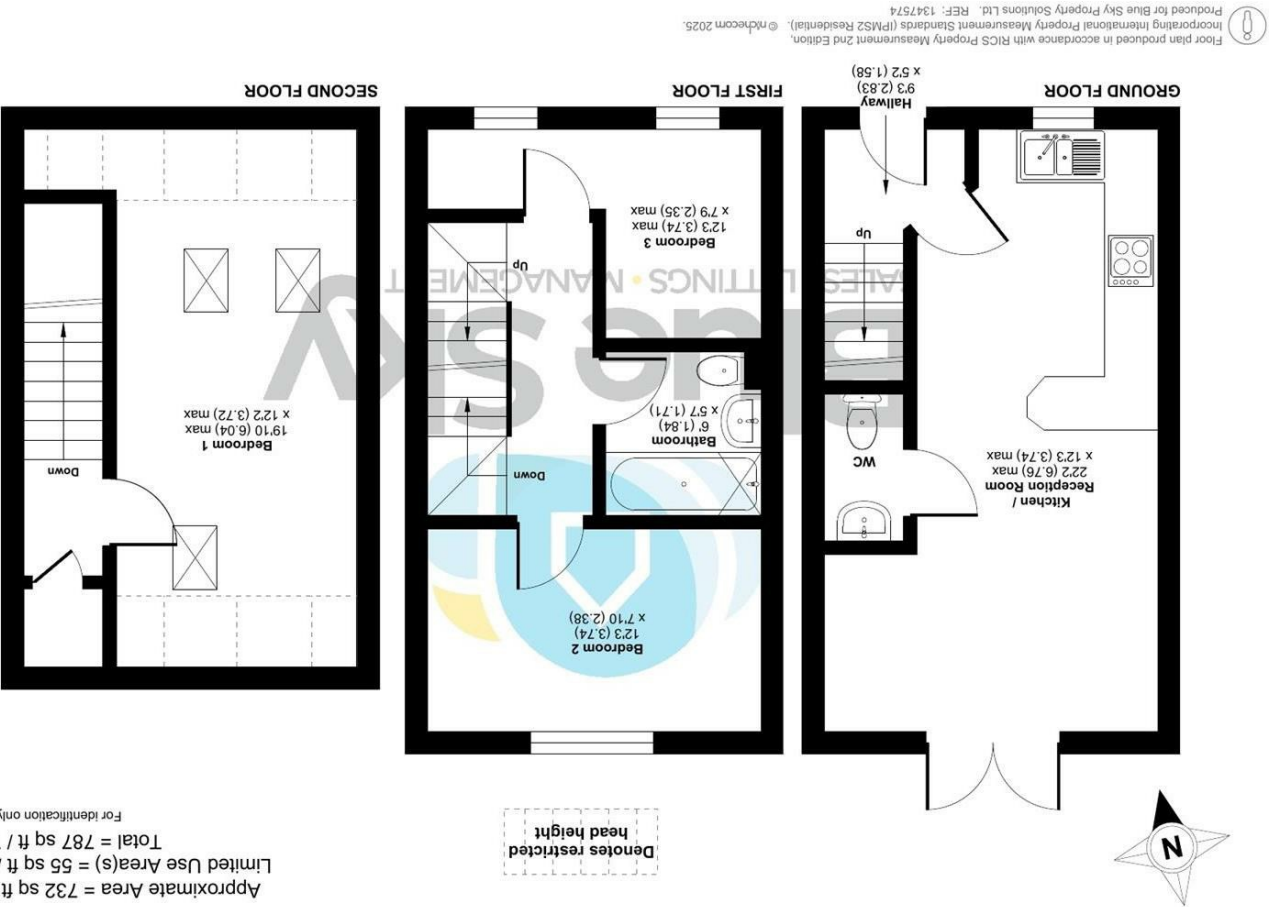 Approximate Area = 732 sq ft
Limited Use Area(s) = 55 sq ft /
Total = 787 sq ft /
For identification only
N
Denotes restricted
head height
Kitchen /
Reception Room
22'2 (6.76) max
x 12'3 (3.74) max
WC
Up
Hallway
9'3 (2.83)
x 5'2 (1.58)
GROUND FLOOR
Bedroom 2
12'3 (3.74)
x 7'10 (2.38)
Down
Bathroom
6' (1.84)
x 5'7 (1.71)
Up
Bedroom 3
12'3 (3.74) max
x 7'9 (2.35) max
FIRST FLOOR
Down
Bedroom 1
19'10 (6.04) max
x 12'2 (3.72) max
SECOND FLOOR
Blue Sky
SALES • LETTINGS • MANAGEMENT
Floor plan produced in accordance with RICS Property Measurement 2nd Edition,
Incorporating International Property Measurement Standards (IPMS2 Residential). © nichecom 2025.
Produced for Blue Sky Property Solutions Ltd. REF: 1347574